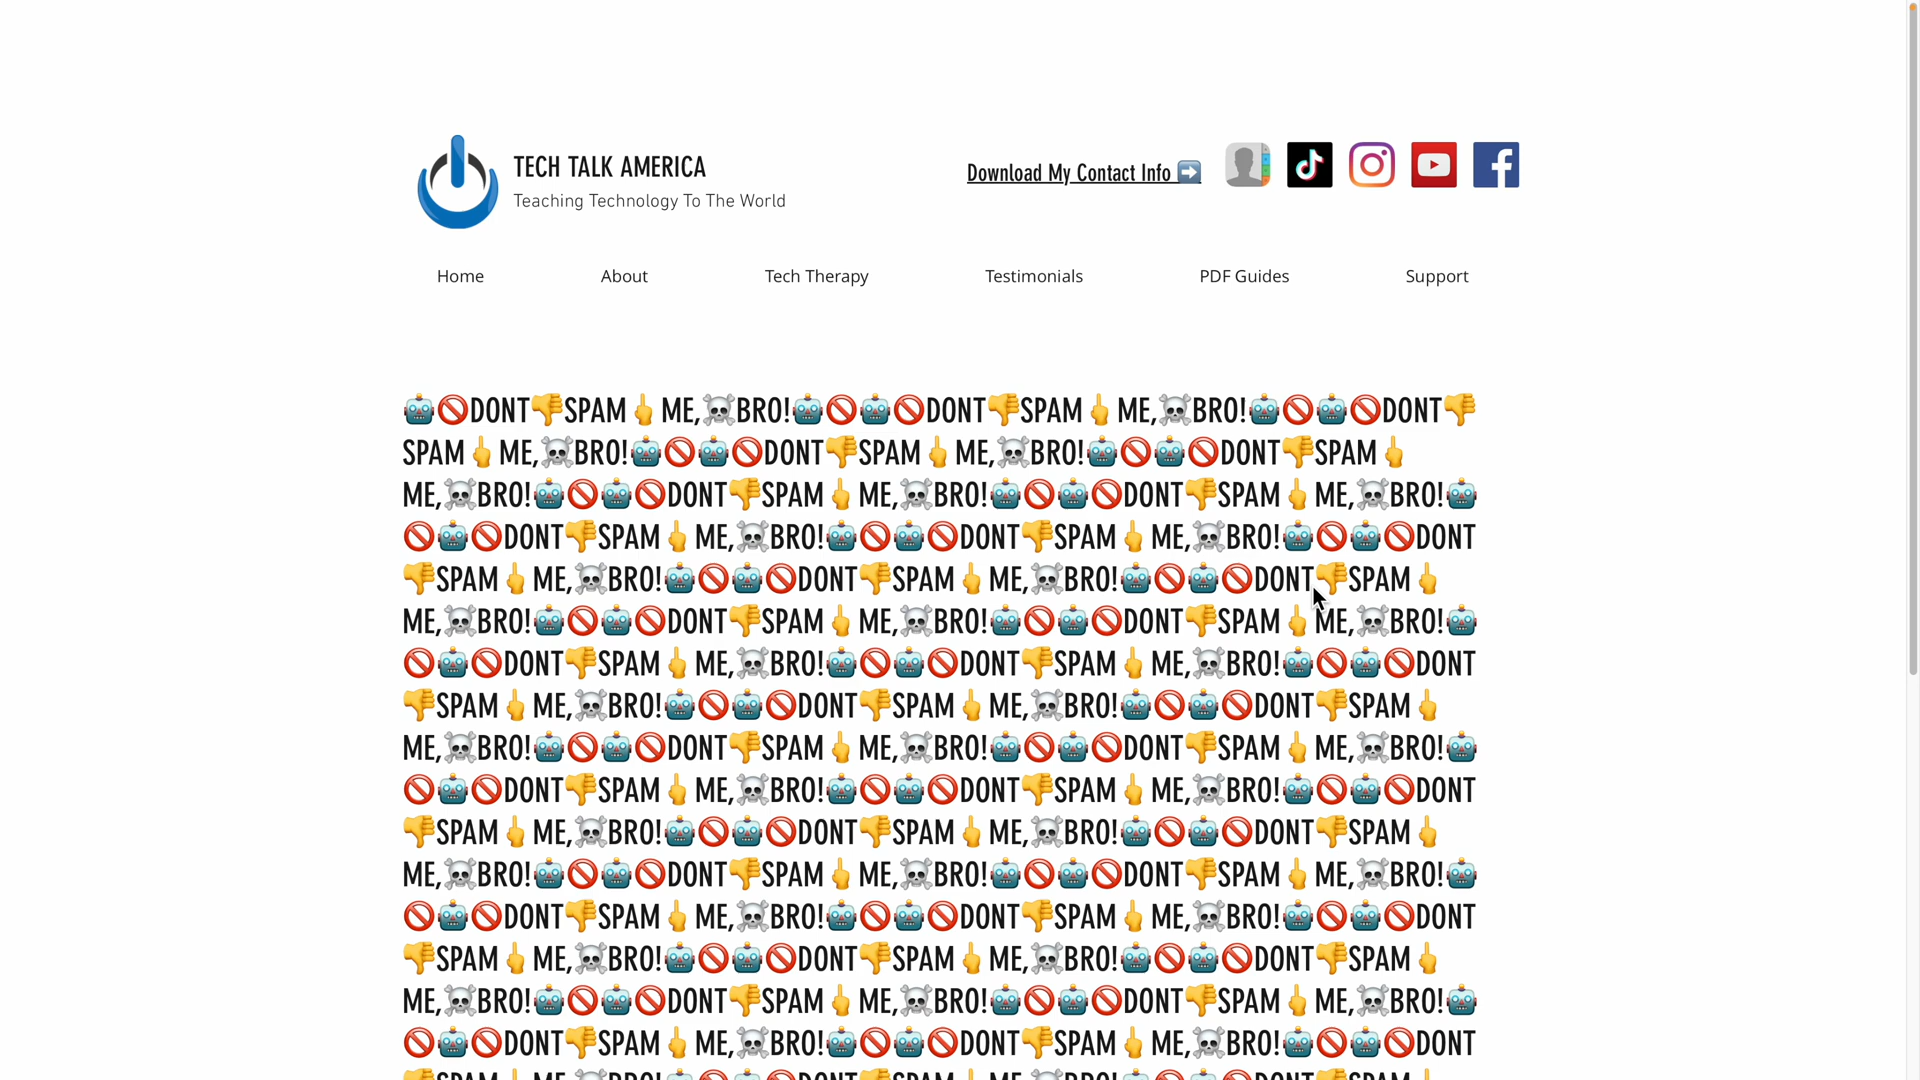 TECH TALK AMERICA
Teaching Technology To The World
Download My Contact Info ➡️
Home About Tech Therapy Testimonials PDF Guides Support
🤖🚫DONT👎SPAM🖕ME,☠️BRO!🤖🚫🤖🚫DONT👎SPAM🖕ME,☠️BRO!🤖🚫🤖🚫DONT👎
SPAM🖕ME,☠️BRO!🤖🚫🤖🚫DONT👎SPAM🖕ME,☠️BRO!🤖🚫🤖🚫DONT👎SPAM🖕
ME,☠️BRO!🤖🚫🤖🚫DONT👎SPAM🖕ME,☠️BRO!🤖🚫🤖🚫DONT👎SPAM🖕ME,☠️BRO!🤖
🚫🤖🚫DONT👎SPAM🖕ME,☠️BRO!🤖🚫🤖🚫DONT👎SPAM🖕ME,☠️BRO!🤖🚫🤖🚫DONT
👎SPAM🖕ME,☠️BRO!🤖🚫🤖🚫DONT👎SPAM🖕ME,☠️BRO!🤖🚫🤖🚫DONT👎SPAM🖕
ME,☠️BRO!🤖🚫🤖🚫DONT👎SPAM🖕ME,☠️BRO!🤖🚫🤖🚫DONT👎SPAM🖕ME,☠️BRO!🤖
🚫🤖🚫DONT👎SPAM🖕ME,☠️BRO!🤖🚫🤖🚫DONT👎SPAM🖕ME,☠️BRO!🤖🚫🤖🚫DONT
👎SPAM🖕ME,☠️BRO!🤖🚫🤖🚫DONT👎SPAM🖕ME,☠️BRO!🤖🚫🤖🚫DONT👎SPAM🖕
ME,☠️BRO!🤖🚫🤖🚫DONT👎SPAM🖕ME,☠️BRO!🤖🚫🤖🚫DONT👎SPAM🖕ME,☠️BRO!🤖
🚫🤖🚫DONT👎SPAM🖕ME,☠️BRO!🤖🚫🤖🚫DONT👎SPAM🖕ME,☠️BRO!🤖🚫🤖🚫DONT
👎SPAM🖕ME,☠️BRO!🤖🚫🤖🚫DONT👎SPAM🖕ME,☠️BRO!🤖🚫🤖🚫DONT👎SPAM🖕
ME,☠️BRO!🤖🚫🤖🚫DONT👎SPAM🖕ME,☠️BRO!🤖🚫🤖🚫DONT👎SPAM🖕ME,☠️BRO!🤖
🚫🤖🚫DONT👎SPAM🖕ME,☠️BRO!🤖🚫🤖🚫DONT👎SPAM🖕ME,☠️BRO!🤖🚫🤖🚫DONT
👎SPAM🖕ME,☠️BRO!🤖🚫🤖🚫DONT👎SPAM🖕ME,☠️BRO!🤖🚫🤖🚫DONT👎SPAM🖕
ME,☠️BRO!🤖🚫🤖🚫DONT👎SPAM🖕ME,☠️BRO!🤖🚫🤖🚫DONT👎SPAM🖕ME,☠️BRO!🤖
🚫🤖🚫DONT👎SPAM🖕ME,☠️BRO!🤖🚫🤖🚫DONT👎SPAM🖕ME,☠️BRO!🤖🚫🤖🚫DONT